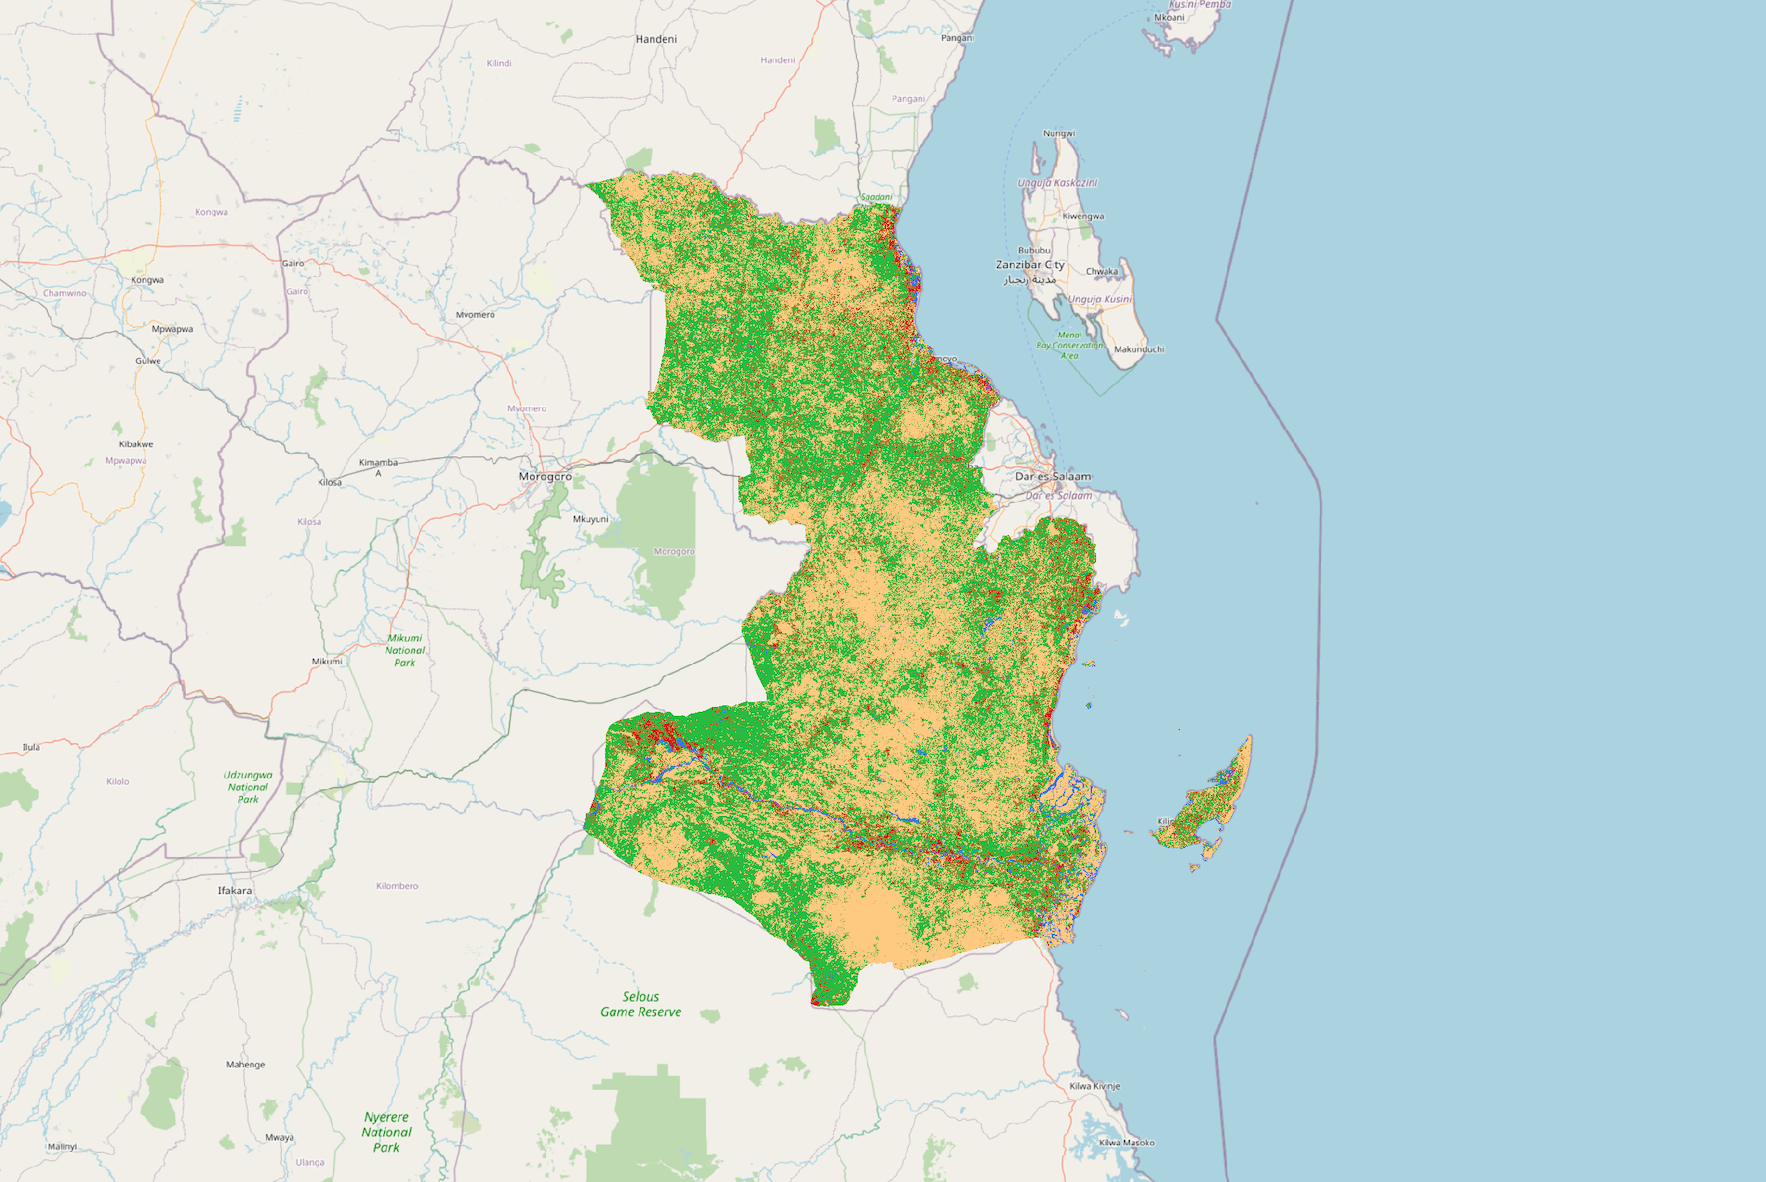 Kusini Pemba
Mkoani
Handeni
Pangani
Kilindi
Handeni
Pangani
Nungwi
Unguja Kaskazini
Saadani
Kongwa
Kiwengwa
Bububu
Gairo
Zanzibar City
مدينة زنجبار
Chwaka
Kongwa
Chamwino
Gairo
Unguja Kusini
Mvomero
Mpwapwa
Menai
Bay Conservation
Area
Makunduchi
Gulwe
Mvomero
Kibakwe
Mpwapwa
Kimamba
A
Kilosa
Morogoro
Dar es Salaam
Dar es Salaam
Kilosa
Mkuyuni
Morogoro
Mikumi
National
Park
Mikumi
Ilula
Kilolo
Udzungwa
National
Park
Ifakara
Kilombero
Selous
Game Reserve
Mahenge
Kilwa Kivinje
Nyerere
National
Park
Mwaya
Malinyi
Ulanga
Kilwa Masoko